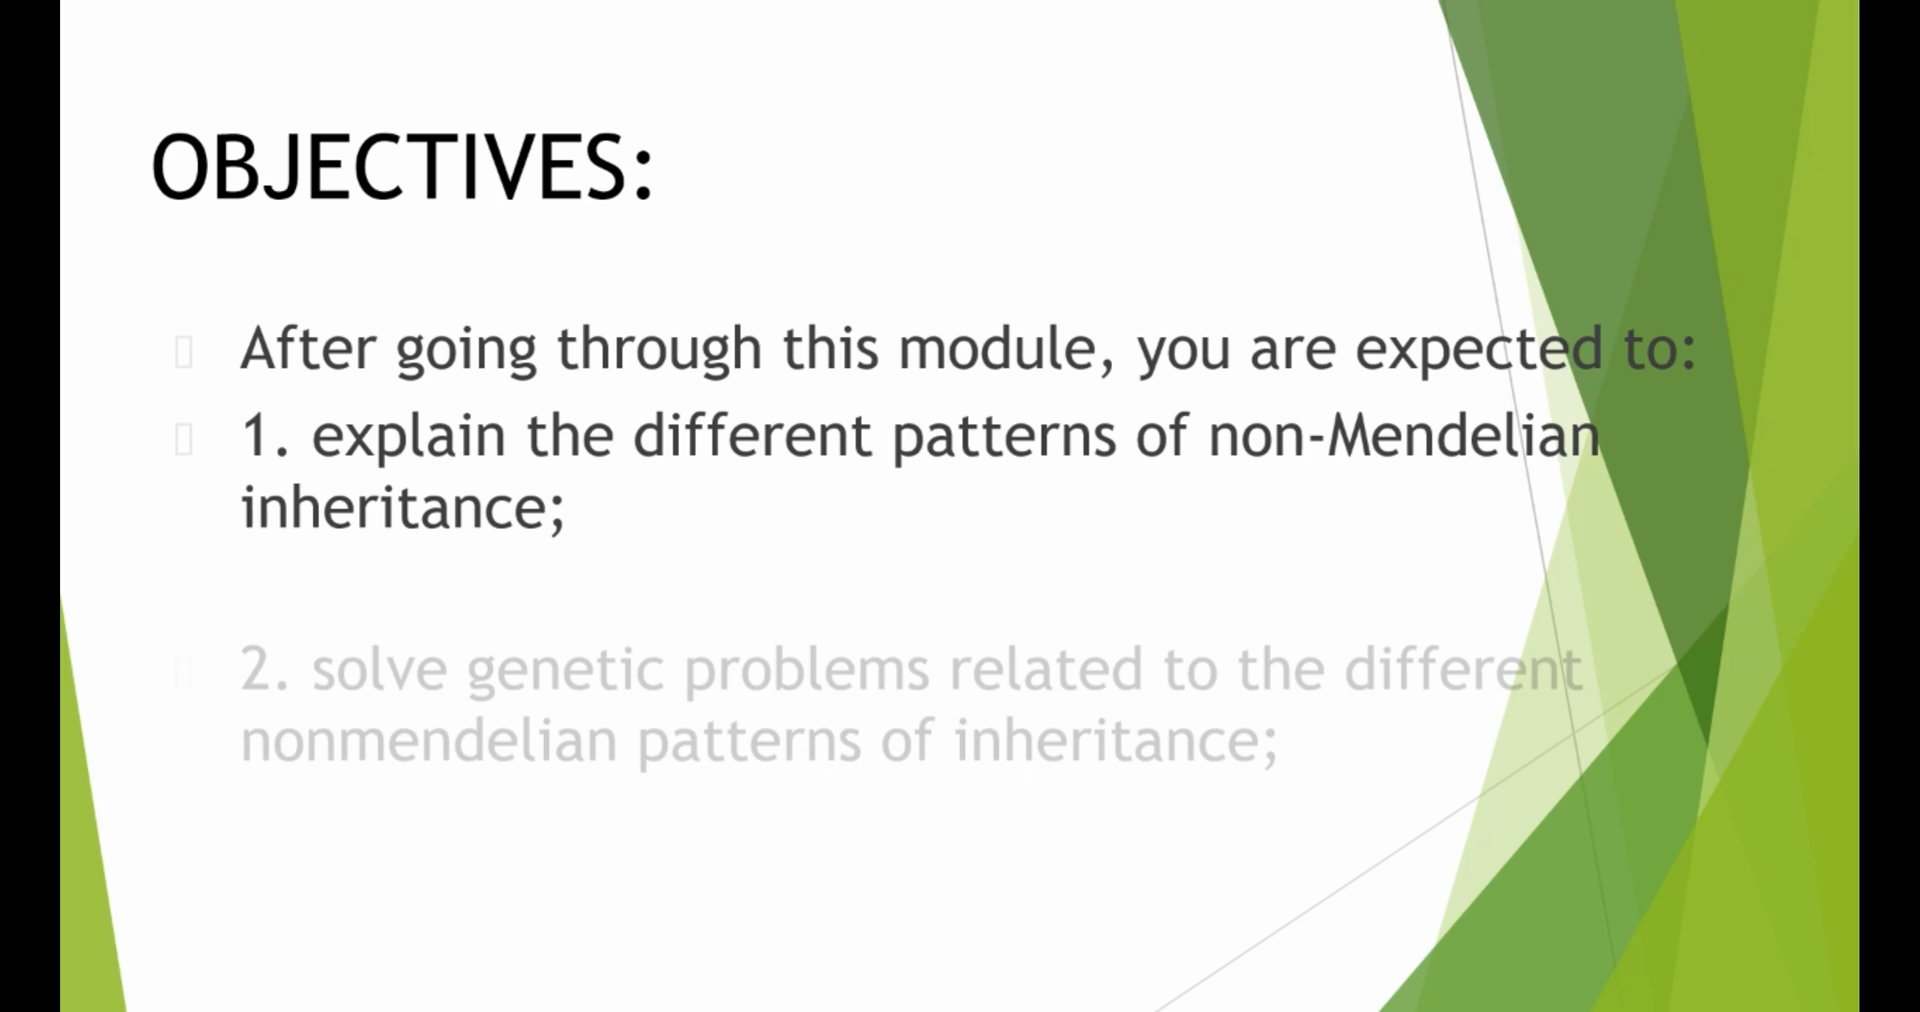 OBJECTIVES:
After going through this module, you are expected to:
1. explain the different patterns of non-Mendelian
inheritance;
2. solve genetic problems related to the different
nonmendelian patterns of inheritance;